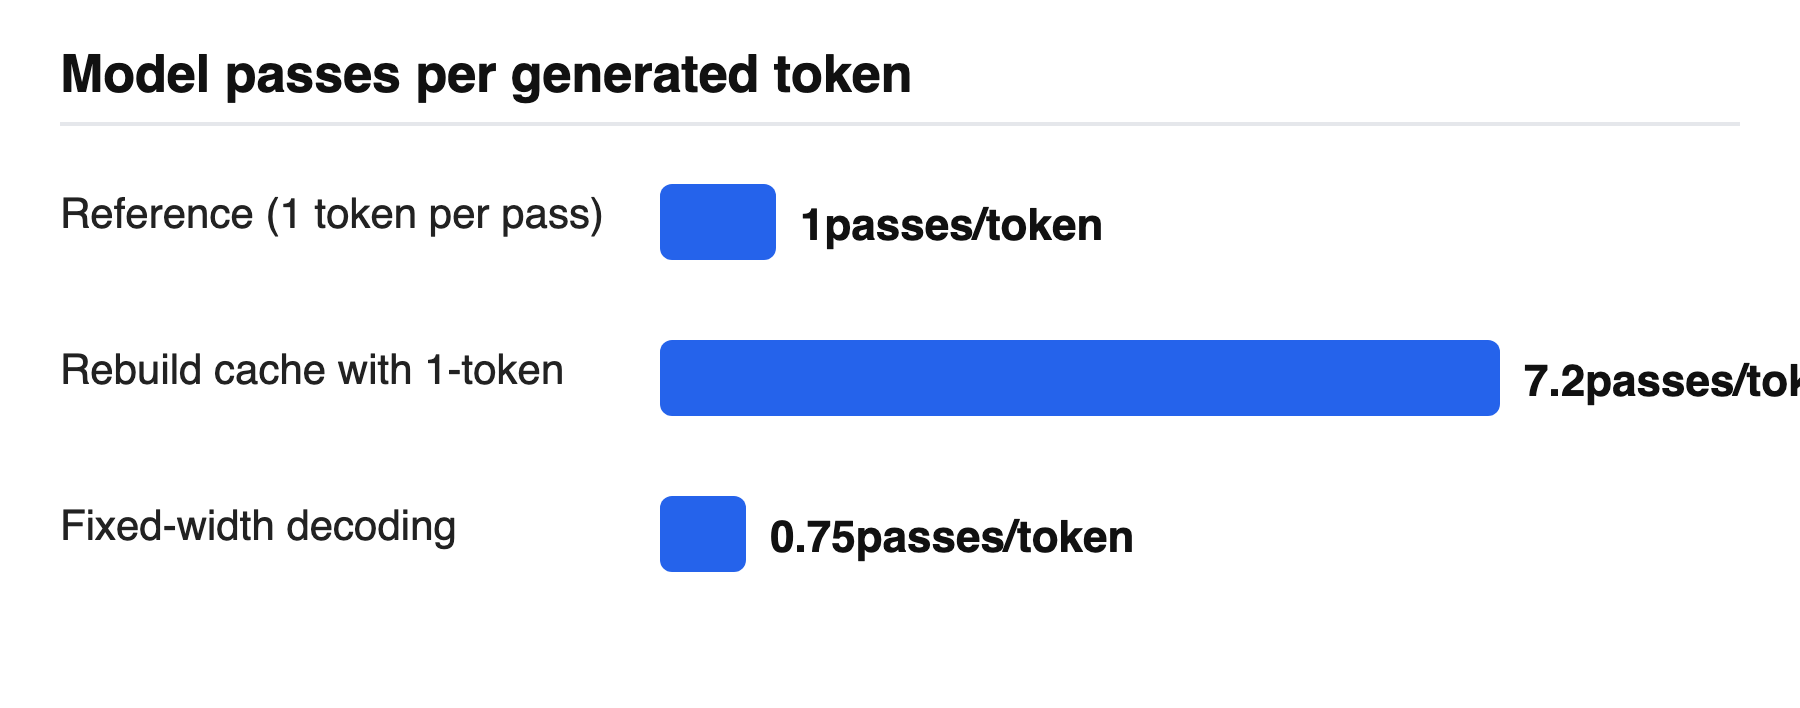 Model passes per generated token
Reference (1 token per pass)
1passes/token
Rebuild cache with 1-token
7.2passes/tok
Fixed-width decoding
0.75passes/token